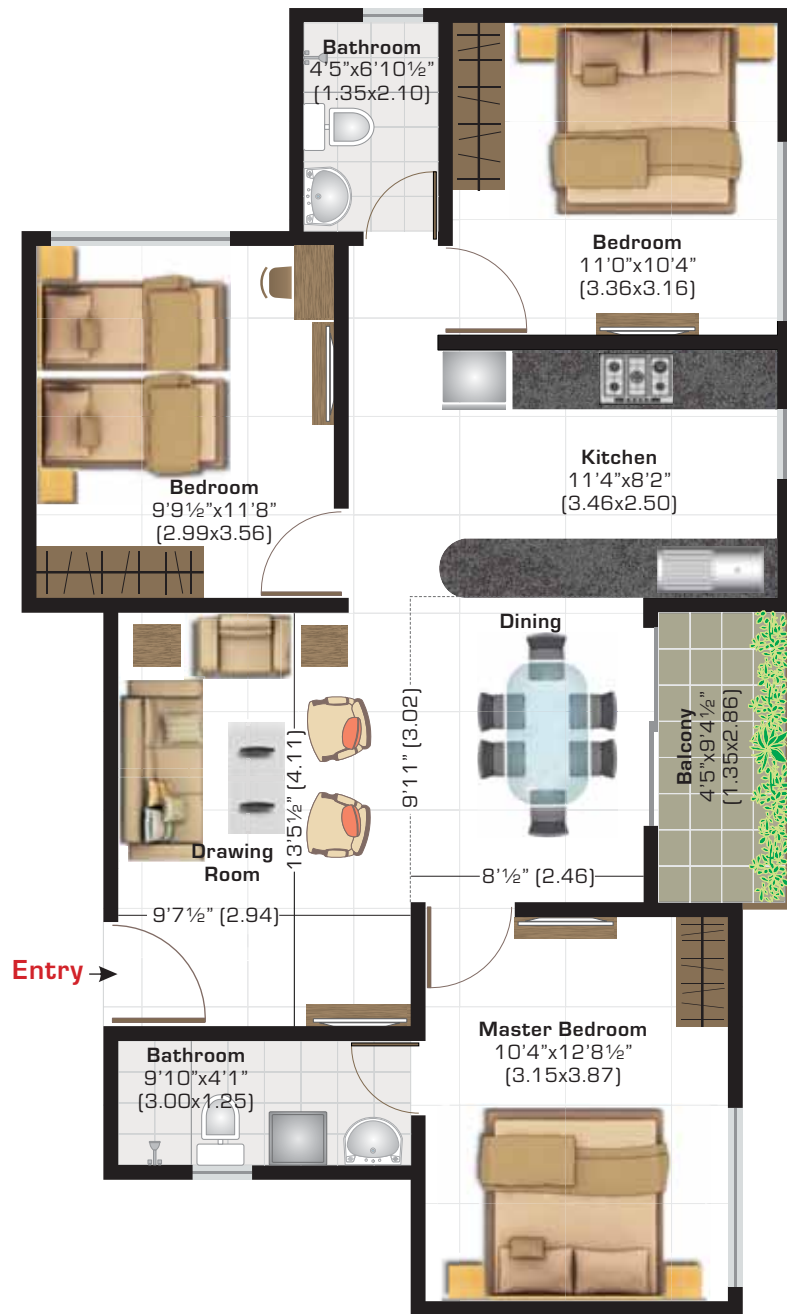 Bathroom
4’5”x6’10½”
(1.35x2.10)
Bedroom
11’0”x10’4”
(3.36x3.16)
Kitchen
11’4”x8’2”
(3.46x2.50)
Bedroom
9’9½”x11’8”
(2.99x3.56)
Dining
9’11” (3.02)
8’½” (2.46)
Balcony
4’5”x9’4½”
(1.35x2.86)
13’5½” (4.11)
Drawing
Room
9’7½” (2.94)
Entry
Master Bedroom
10’4”x12’8½”
(3.15x3.87)
Bathroom
9’10”x4’1”
(3.00x1.25)